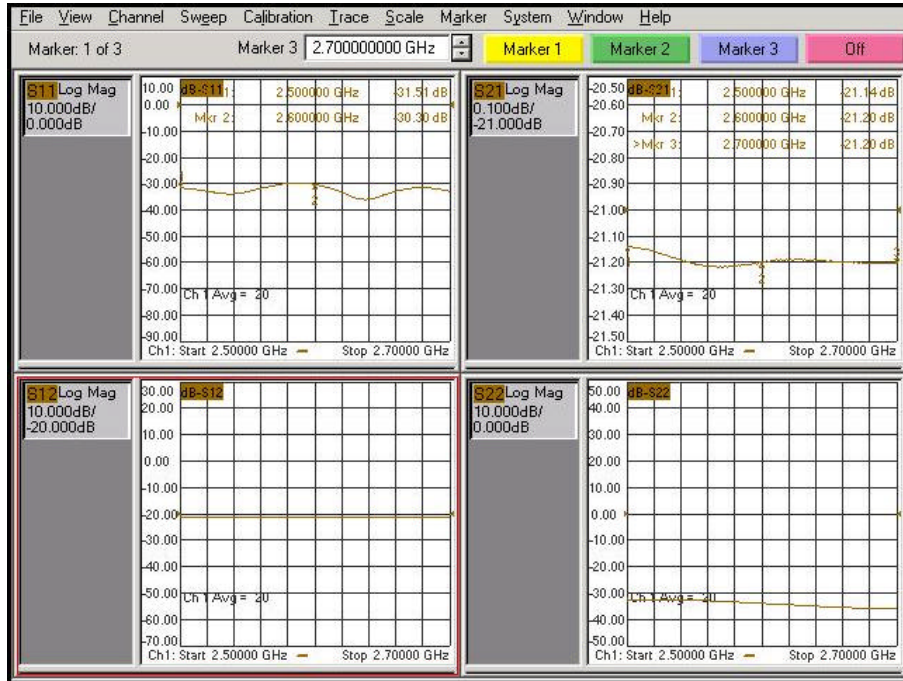 File View Channel Sweep Calibration Trace Scale Marker System Window Help
Marker: 1 of 3 Marker 3 2.700000000 GHz Marker 1 Marker 2 Marker 3 Off
S11 Log Mag
10.000dB/
0.000dB
10.00
0.00
-10.00
-20.00
-30.00
-40.00
-50.00
-60.00
-70.00
-80.00
-90.00
dB-S11 1: 2.500000 GHz -31.51 dB
Mkr 2: 2.600000 GHz -30.30 dB
Ch 1 Avg = 20
Ch1: Start 2.50000 GHz Stop 2.70000 GHz
S21 Log Mag
0.100dB/
-21.000dB
-20.50
-20.60
-20.70
-20.80
-20.90
-21.00
-21.10
-21.20
-21.30
-21.40
-21.50
dB-S21 1: 2.500000 GHz -21.14 dB
Mkr 2: 2.600000 GHz -21.20 dB
>Mkr 3: 2.700000 GHz -21.20 dB
Ch 1 Avg = 20
Ch1: Start 2.50000 GHz Stop 2.70000 GHz
S12 Log Mag
10.000dB/
-20.000dB
30.00
20.00
10.00
0.00
-10.00
-20.00
-30.00
-40.00
-50.00
-60.00
-70.00
dB-S12
Ch 1 Avg = 20
Ch1: Start 2.50000 GHz Stop 2.70000 GHz
S22 Log Mag
10.000dB/
0.000dB
50.00
40.00
30.00
20.00
10.00
0.00
-10.00
-20.00
-30.00
-40.00
-50.00
dB-S22
Ch 1 Avg = 20
Ch1: Start 2.50000 GHz Stop 2.70000 GHz